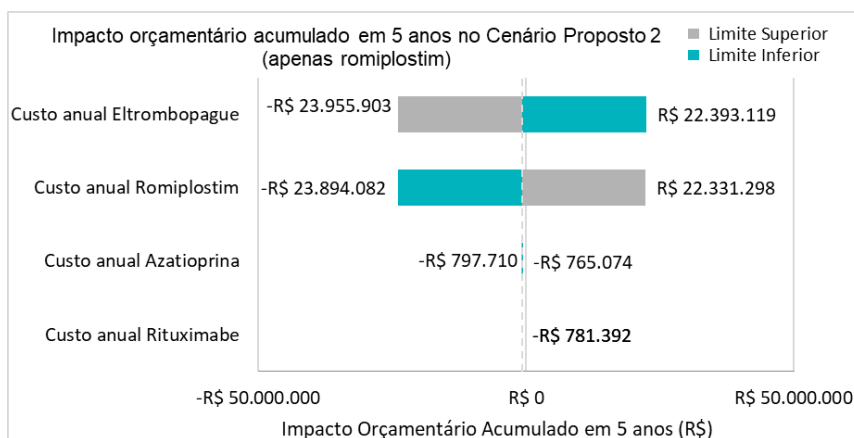 Impacto orçamentário acumulado em 5 anos no Cenário Proposto 2
(apenas romiplostim)
Limite Superior
Limite Inferior
Custo anual Eltrombopague
-R$ 23.955.903
R$ 22.393.119
Custo anual Romiplostim
-R$ 23.894.082
R$ 22.331.298
Custo anual Azatioprina
-R$ 797.710
-R$ 765.074
Custo anual Rituximabe
-R$ 781.392
-R$ 50.000.000
R$ 0
R$ 50.000.000
Impacto Orçamentário Acumulado em 5 anos (R$)